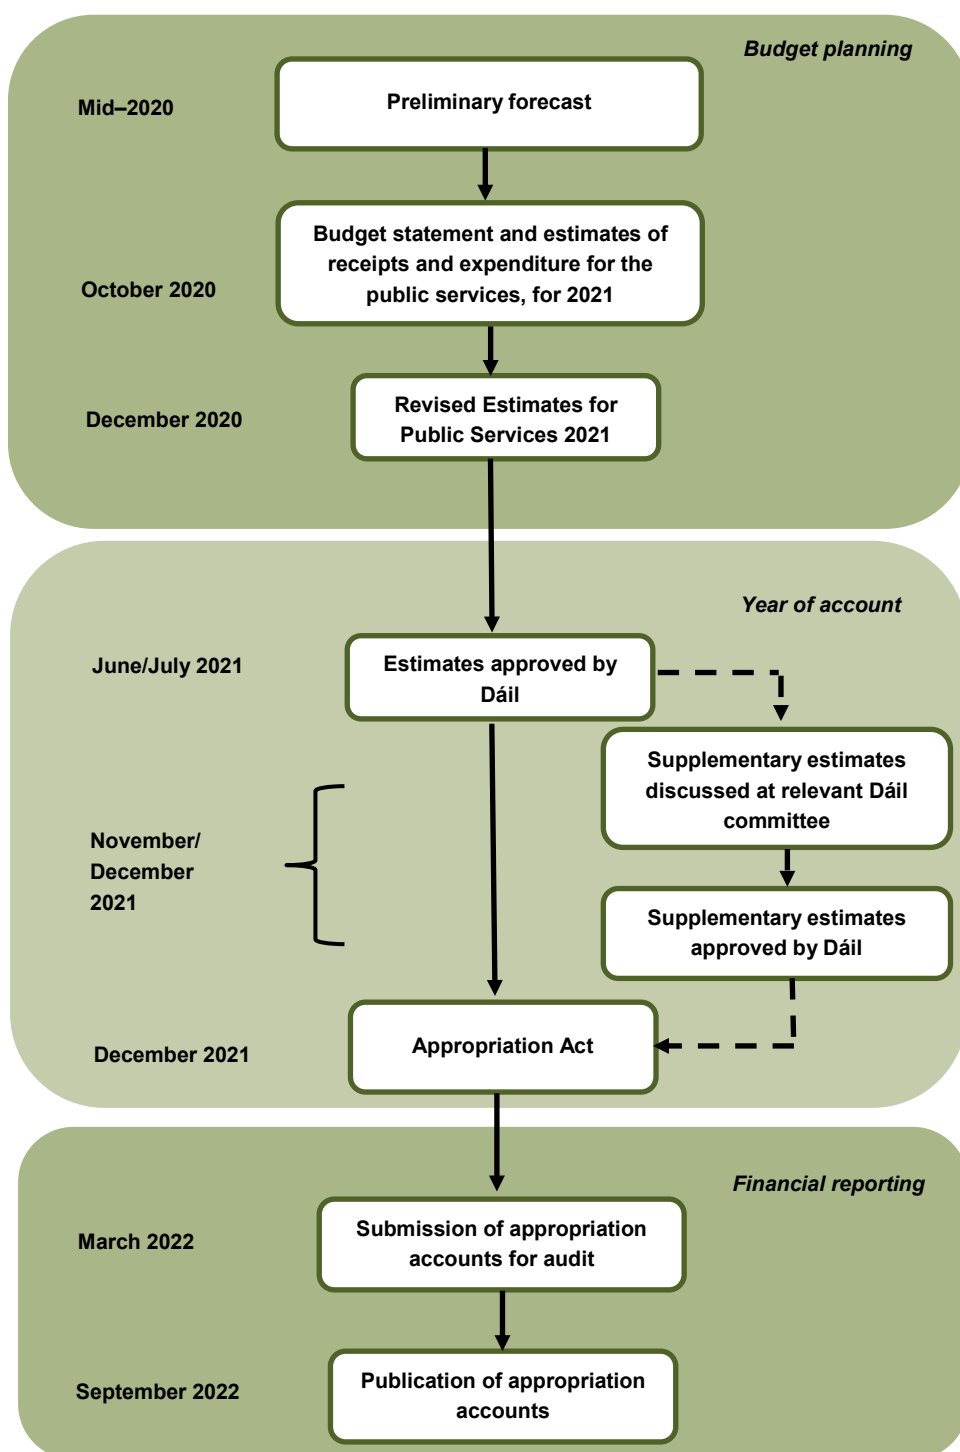 Budget planning
Mid–2020
Preliminary forecast
October 2020
Budget statement and estimates of
receipts and expenditure for the
public services, for 2021
December 2020
Revised Estimates for
Public Services 2021
Year of account
June/July 2021
Estimates approved by
Dáil
Supplementary estimates
discussed at relevant Dáil
committee
November/
December
2021
Supplementary estimates
approved by Dáil
December 2021
Appropriation Act
Financial reporting
March 2022
Submission of appropriation
accounts for audit
September 2022
Publication of appropriation
accounts